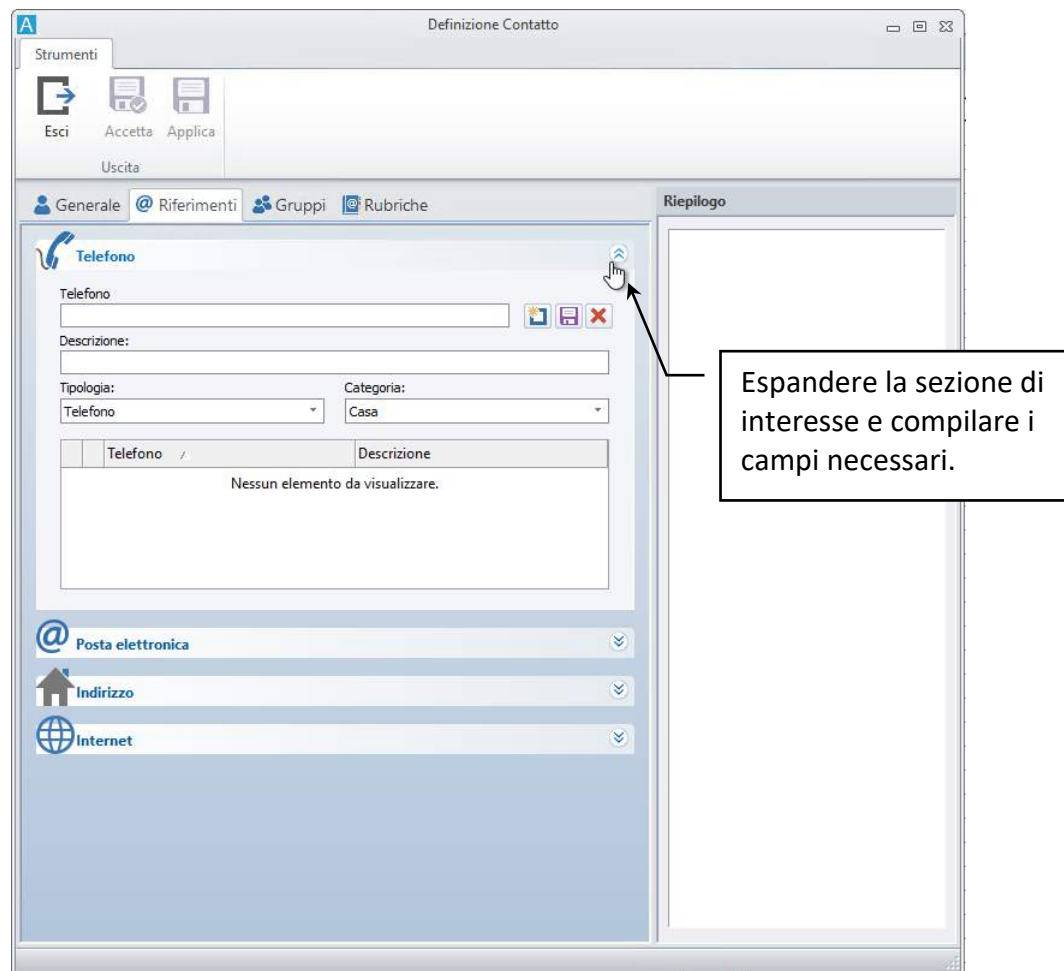 A
Definizione Contatto
Strumenti
Esci
Accetta
Applica
Uscita
Generale
@ Riferimenti
Gruppi
Rubriche
Riepilogo
Telefono
Telefono
Descrizione:
Tipologia:
Categoria:
Telefono
Casa
Telefono
Descrizione
Nessun elemento da visualizzare.
@ Posta elettronica
Indirizzo
Internet
Espandere la sezione di
interesse e compilare i
campi necessari.